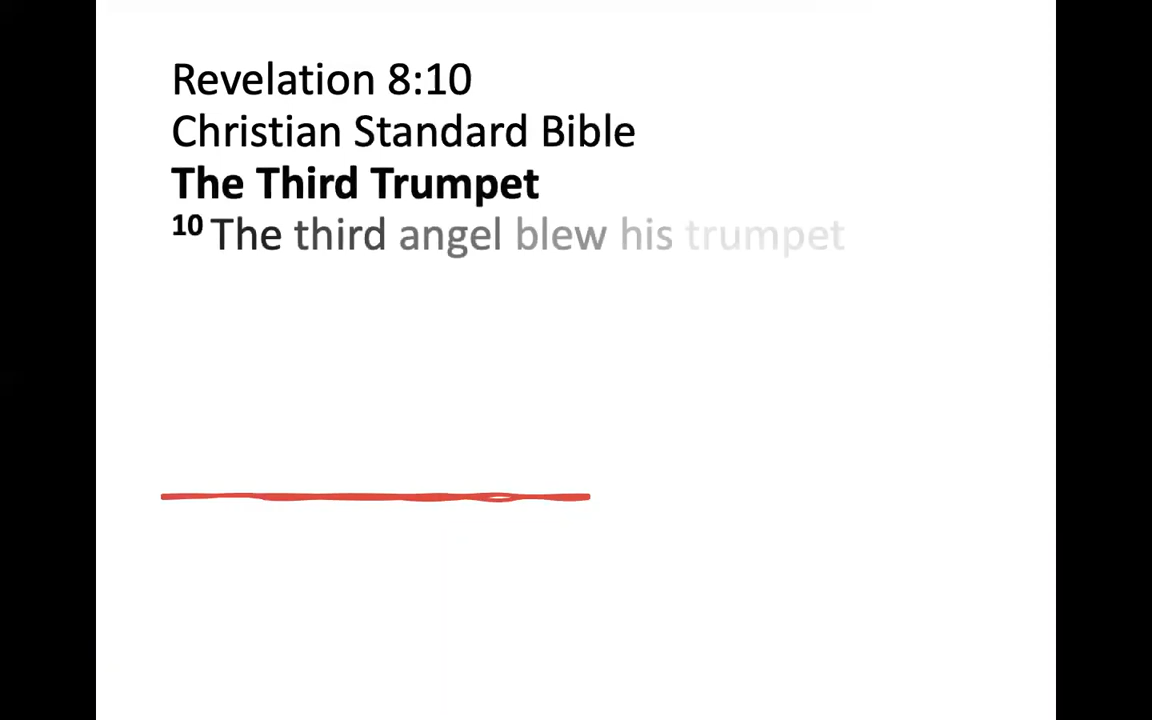 Revelation 8:10
Christian Standard Bible
The Third Trumpet
10 The third angel blew his trumpet